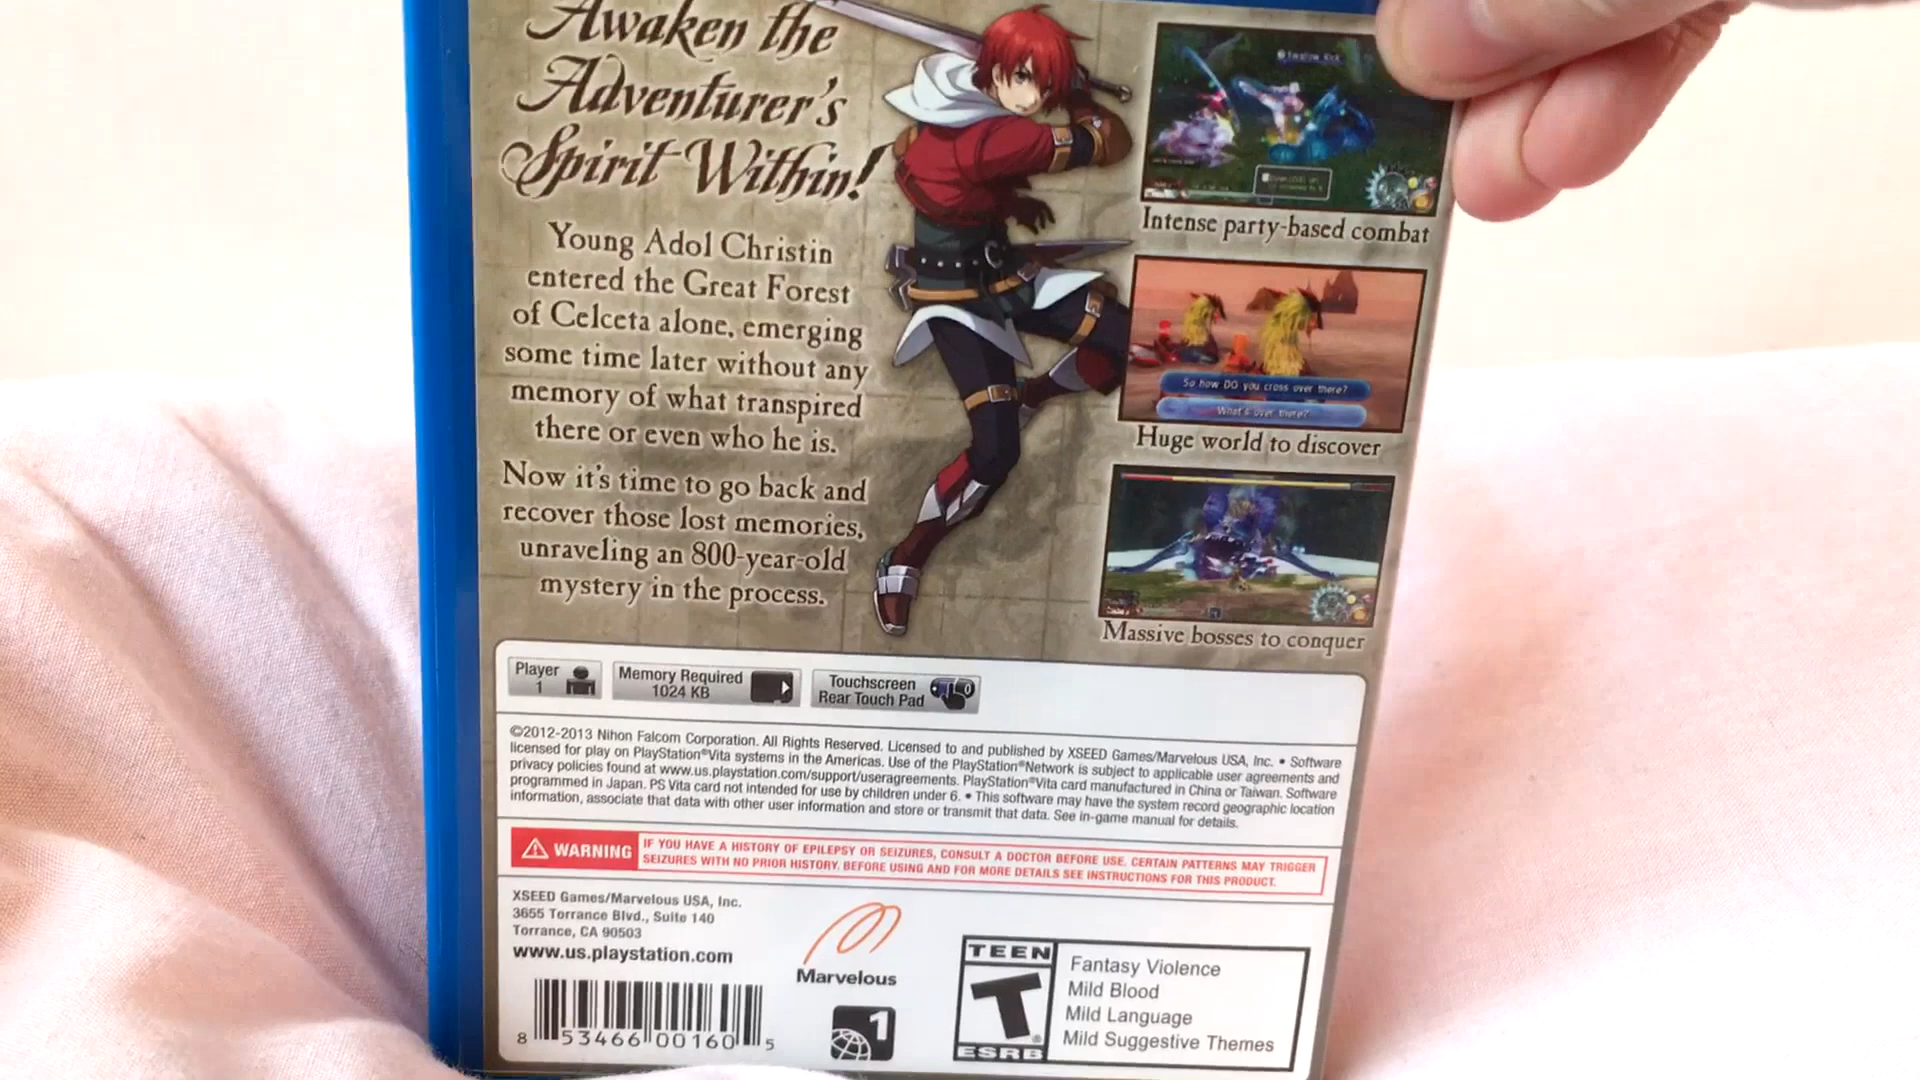 Awaken the
Adventurer's
Spirit Within!
Young Adol Christin
entered the Great Forest
of Celceta alone, emerging
some time later without any
memory of what transpired
there or even who he is.
Now it's time to go back and
recover those lost memories,
unraveling an 800-year-old
mystery in the process.
Swallow Kick
Intense party-based combat
So how DO you cross over there?
What's over there?
Huge world to discover
Massive bosses to conquer
Player
1
Memory Required
1024 KB
Touchscreen
Rear Touch Pad
©2012-2013 Nihon Falcom Corporation. All Rights Reserved. Licensed to and published by XSEED Games/Marvelous USA, Inc. • Software
licensed for play on PlayStation®Vita systems in the Americas. Use of the PlayStation®Network is subject to applicable user agreements and
privacy policies found at www.us.playstation.com/support/useragreements. PlayStation®Vita card manufactured in China or Taiwan. Software
programmed in Japan. PS Vita card not intended for use by children under 6. • This software may have the system record geographic location
information, associate that data with other user information and store or transmit that data. See in-game manual for details.
WARNING
IF YOU HAVE A HISTORY OF EPILEPSY OR SEIZURES, CONSULT A DOCTOR BEFORE USE. CERTAIN PATTERNS MAY TRIGGER
SEIZURES WITH NO PRIOR HISTORY. BEFORE USING AND FOR MORE DETAILS SEE INSTRUCTIONS FOR THIS PRODUCT.
XSEED Games/Marvelous USA, Inc.
3655 Torrance Blvd., Suite 140
Torrance, CA 90503
www.us.playstation.com
8 53466 00160 5
Marvelous
1
TEEN
T
ESRB
Fantasy Violence
Mild Blood
Mild Language
Mild Suggestive Themes